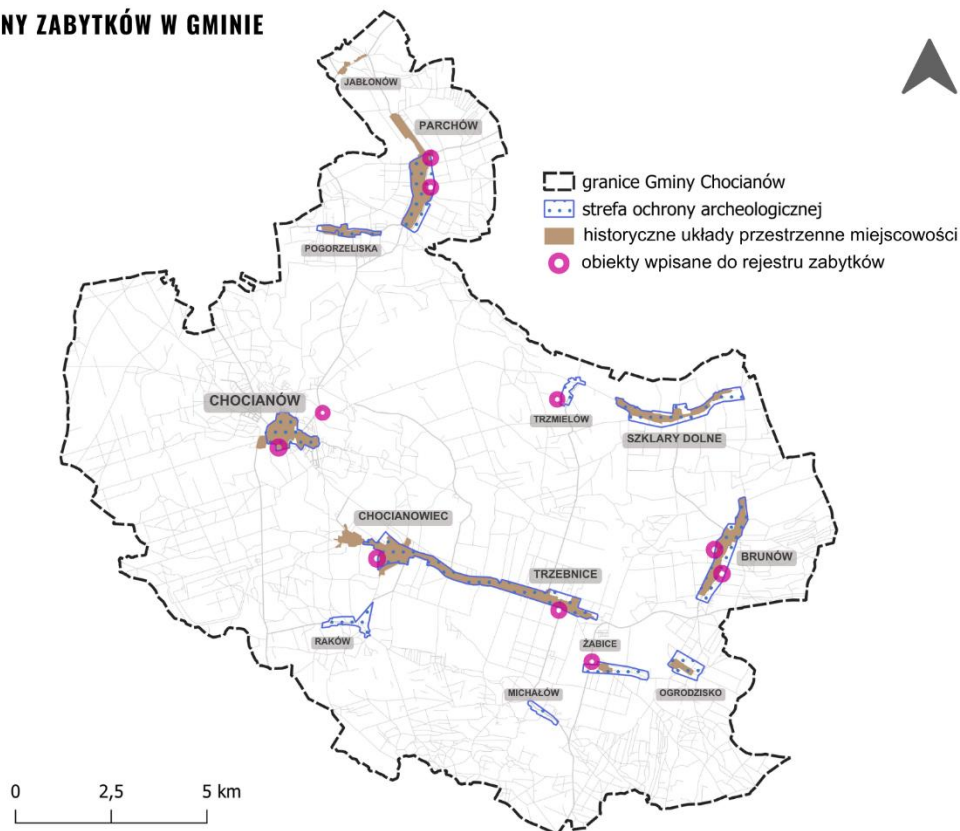 NY ZABYTKÓW W GMINIE
JABŁONÓW
PARCHÓW
granice Gminy Chocianów
strefa ochrony archeologicznej
historyczne układy przestrzenne miejscowości
obiekty wpisane do rejestru zabytków
POGORZELISKA
CHOCIANÓW
TRZMIELÓW
SZKLARY DOLNE
CHOCIANOWIEC
BRUNÓW
TRZEBNICE
RAKÓW
ŻABICE
MICHAŁÓW
OGRODZISKO
0 2,5 5 km